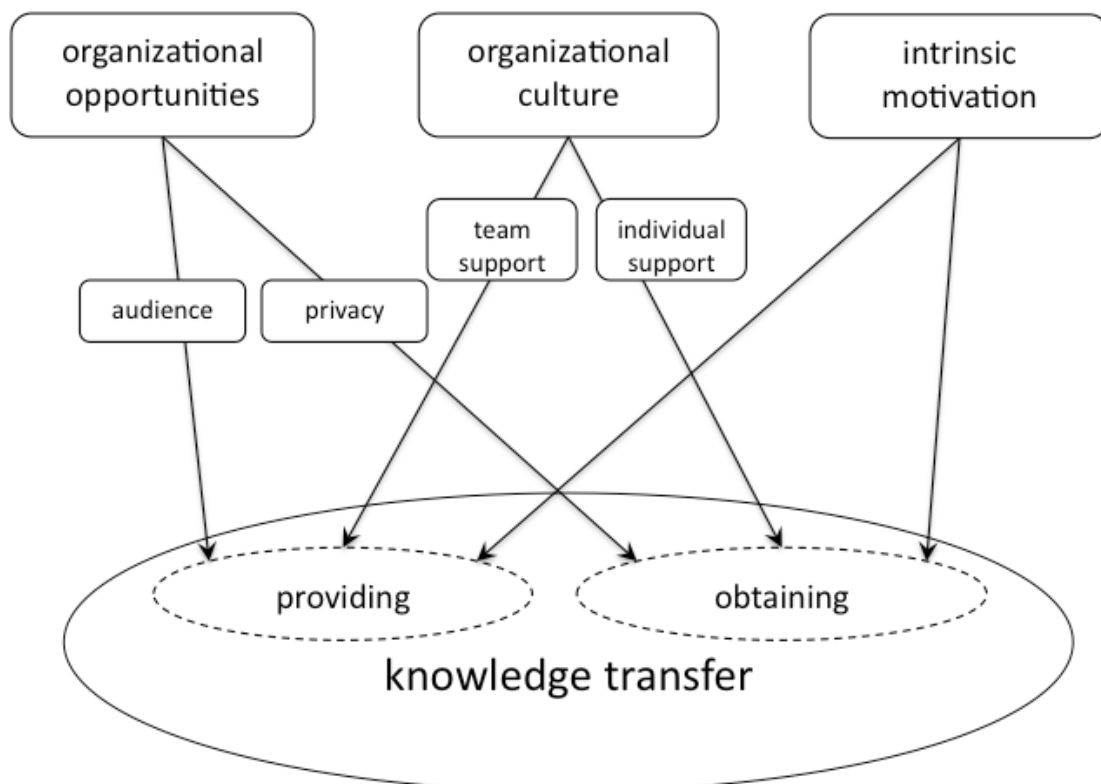 organizational
opportunities
organizational
culture
intrinsic
motivation
team
support
individual
support
audience
privacy
providing
obtaining
knowledge transfer